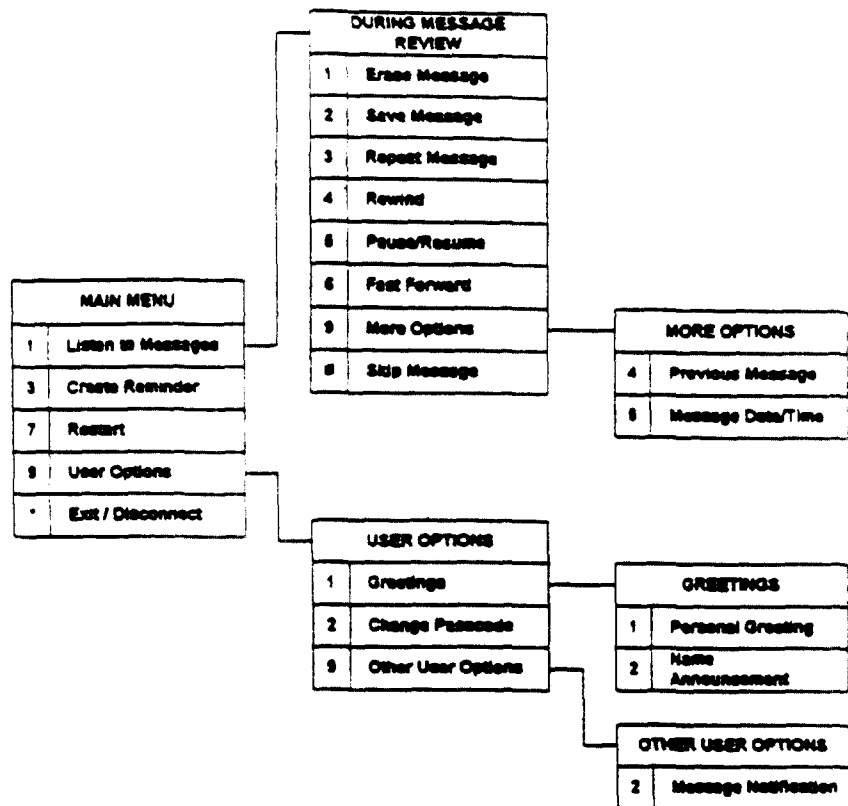 DURING MESSAGE
REVIEW
1 Erase Message
2 Save Message
3 Repeat Message
4 Rewind
5 Pause/Resume
6 Fast Forward
9 More Options
# Skip Message
MAIN MENU
1 Listen to Messages
3 Create Reminder
7 Restart
9 User Options
* Exit / Disconnect
MORE OPTIONS
4 Previous Message
5 Message Date/Time
USER OPTIONS
1 Greetings
2 Change Passcode
9 Other User Options
GREETINGS
1 Personal Greeting
2 Name
Announcement
OTHER USER OPTIONS
2 Message Notification